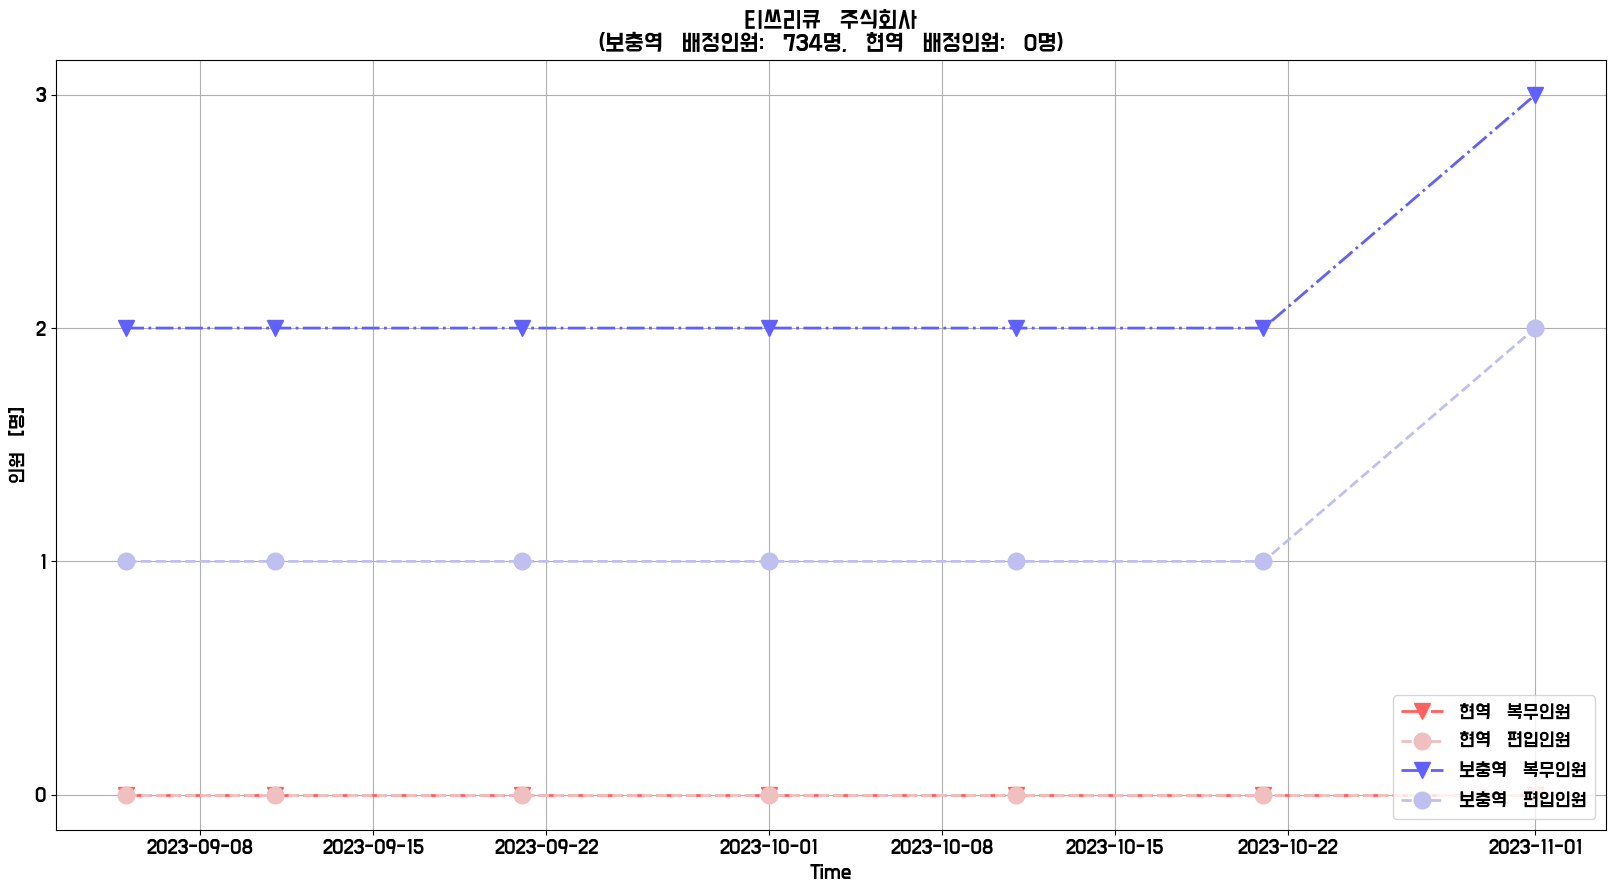 티쓰리큐 주식회사
(보충역 배정인원: 734명, 현역 배정인원: 0명)
3
2
1
0
인원 [명]
2023-09-08 2023-09-15 2023-09-22 2023-10-01 2023-10-08 2023-10-15 2023-10-22 2023-11-01
Time
현역 복무인원
현역 편입인원
보충역 복무인원
보충역 편입인원